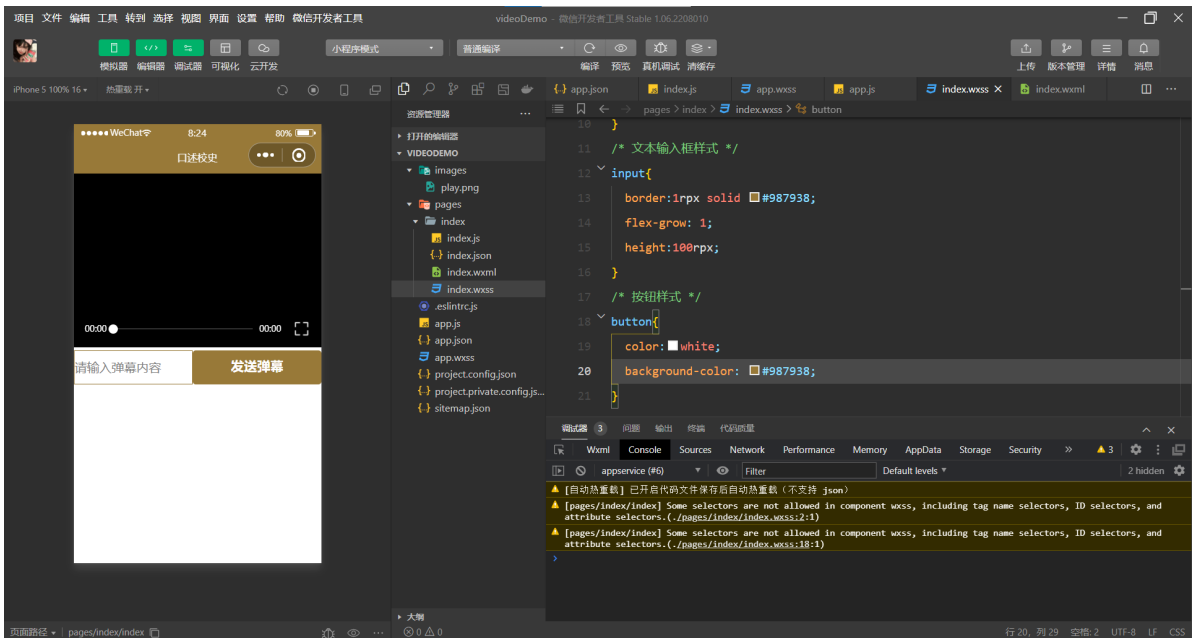 项目 文件 编辑 工具 转到 选择 视图 界面 设置 帮助 微信开发者工具
videoDemo - 微信开发者工具 Stable 1.06.2208010
模拟器 编辑器 调试器 可视化 云开发
小程序模式
普通编译
编译 预览 真机调试 清缓存
上传 版本管理 详情 消息
iPhone 5 100% 16
热重载 开
WeChat
8:24
80%
口述校史
00:00
00:00
请输入弹幕内容
发送弹幕
页面路径
pages/index/index
资源管理器
打开的编辑器
VIDEODEMO
images
play.png
pages
index
index.js
index.json
index.wxml
index.wxss
.eslintrc.js
app.js
app.json
app.wxss
project.config.json
project.private.config.js...
sitemap.json
大纲
0 0
app.json index.js app.wxss app.js index.wxss index.wxml
pages > index > index.wxss > button
10 }
11 /* 文本输入框样式 */
12 input{
13 border:1rpx solid #987938;
14 flex-grow: 1;
15 height:100rpx;
16 }
17 /* 按钮样式 */
18 button{
19 color: white;
20 background-color: #987938;
21 }
调试器 3 问题 输出 终端 代码质量
Wxml Console Sources Network Performance Memory AppData Storage Security » 3
appservice (#6)
Filter
Default levels
2 hidden
[自动热重载] 已开启代码文件保存后自动热重载（不支持 json）
[pages/index/index] Some selectors are not allowed in component wxss, including tag name selectors, ID selectors, and
attribute selectors.(./pages/index/index.wxss:2:1)
[pages/index/index] Some selectors are not allowed in component wxss, including tag name selectors, ID selectors, and
attribute selectors.(./pages/index/index.wxss:18:1)
行 20，列 29 空格: 2 UTF-8 LF CSS